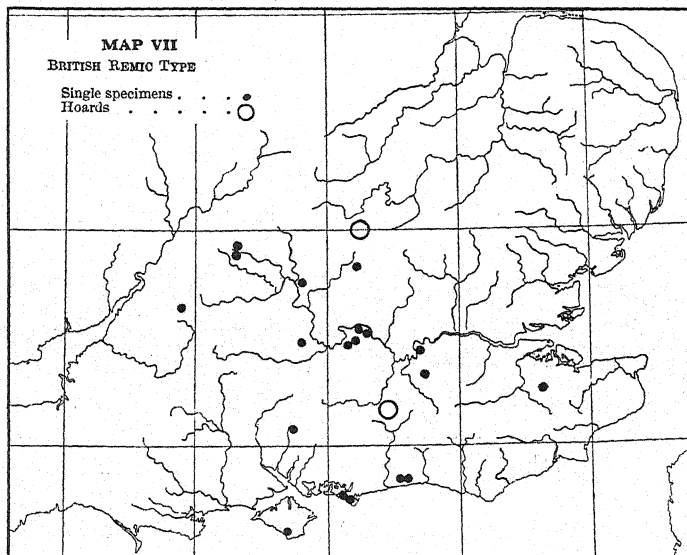 MAP VII
BRITISH REMIC TYPE
Single specimens . . . .
Hoards . . . . .